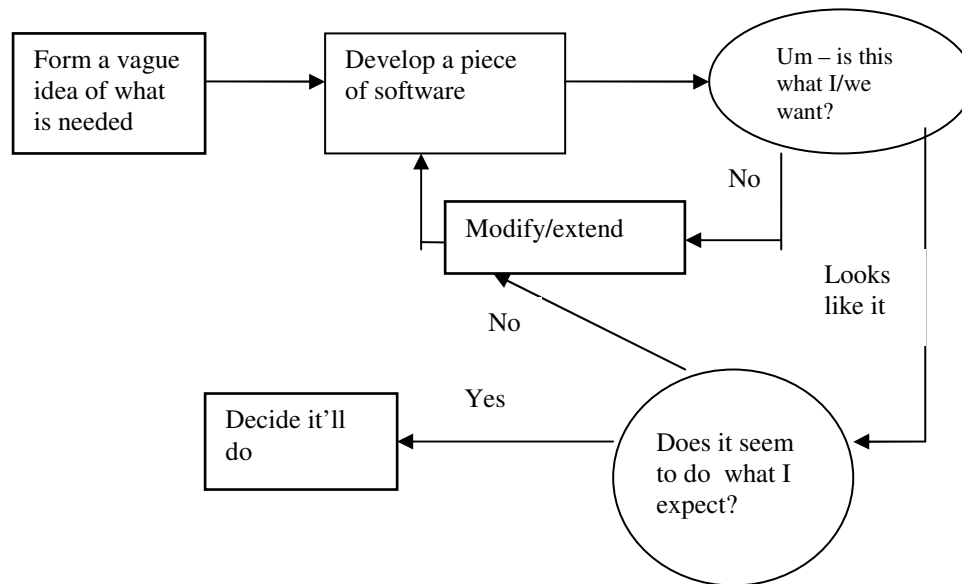 Form a vague
idea of what
is needed
Develop a piece
of software
Um – is this
what I/we
want?
No
Modify/extend
Looks
like it
No
Does it seem
to do  what I
expect?
Yes
Decide it’ll
do